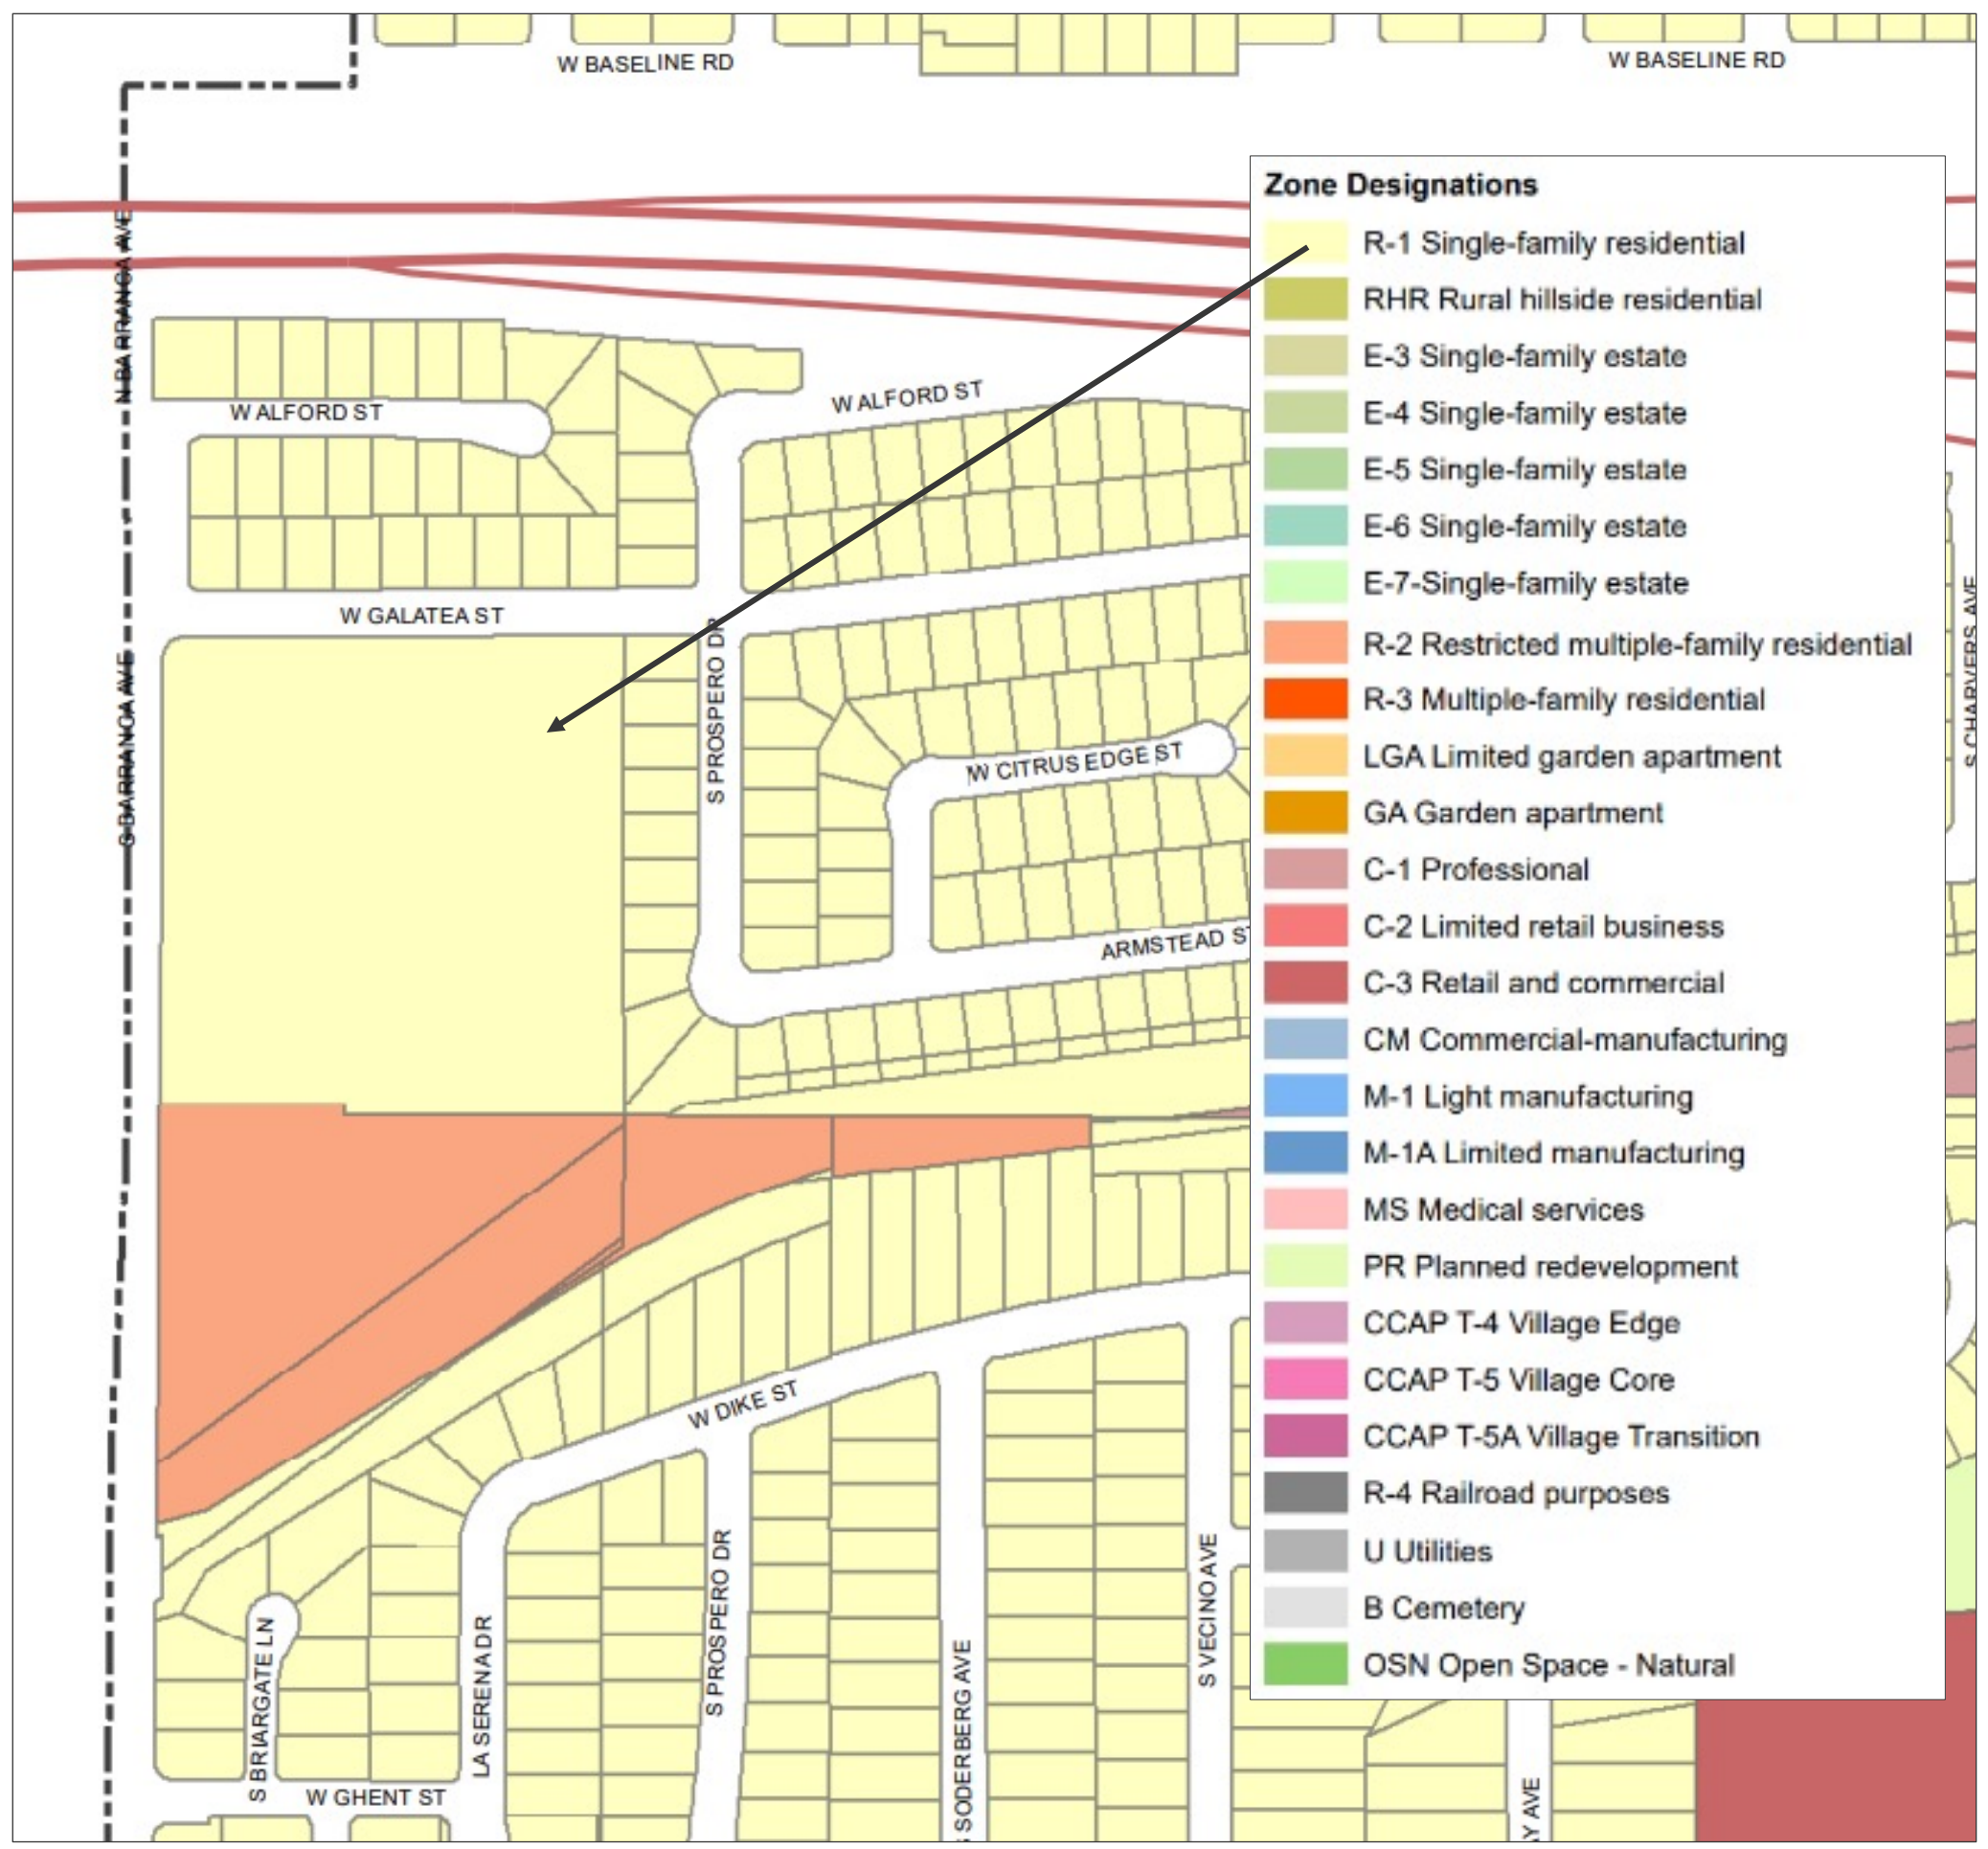 W BASELINE RD
W BASELINE RD
Zone Designations
R-1 Single-family residential
RHR Rural hillside residential
E-3 Single-family estate
E-4 Single-family estate
E-5 Single-family estate
E-6 Single-family estate
E-7-Single-family estate
R-2 Restricted multiple-family residential
R-3 Multiple-family residential
LGA Limited garden apartment
GA Garden apartment
C-1 Professional
C-2 Limited retail business
C-3 Retail and commercial
CM Commercial-manufacturing
M-1 Light manufacturing
M-1A Limited manufacturing
MS Medical services
PR Planned redevelopment
CCAP T-4 Village Edge
CCAP T-5 Village Core
CCAP T-5A Village Transition
R-4 Railroad purposes
U Utilities
B Cemetery
OSN Open Space - Natural
N BARRANCA AVE
W ALFORD ST
W ALFORD ST
W GALATEA ST
S BARRANCA AVE
S PROSPERO DR
W CITRUS EDGE ST
S CHARVERS AVE
ARMSTEAD ST
W DIKE ST
S BRIARGATE LN
LA SERENA DR
S PROSPERO DR
S SODERBERG AVE
S VECINO AVE
AY AVE
W GHENT ST